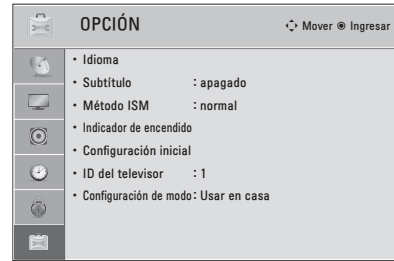 OPCIÓN
Mover Ingresar
• Idioma
• Subtítulo : apagado
• Método ISM : normal
• Indicador de encendido
• Configuración inicial
• ID del televisor : 1
• Configuración de modo : Usar en casa